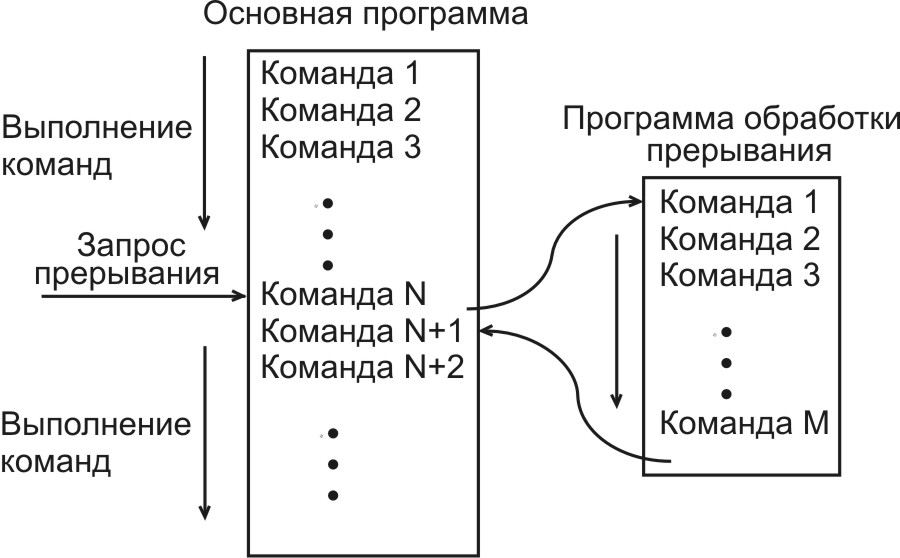 Основная программа
Команда 1
Команда 2
Команда 3
Выполнение
команд
Запрос
прерывания
Команда N
Команда N+1
Команда N+2
Выполнение
команд
Программа обработки
прерывания
Команда 1
Команда 2
Команда 3
Команда M